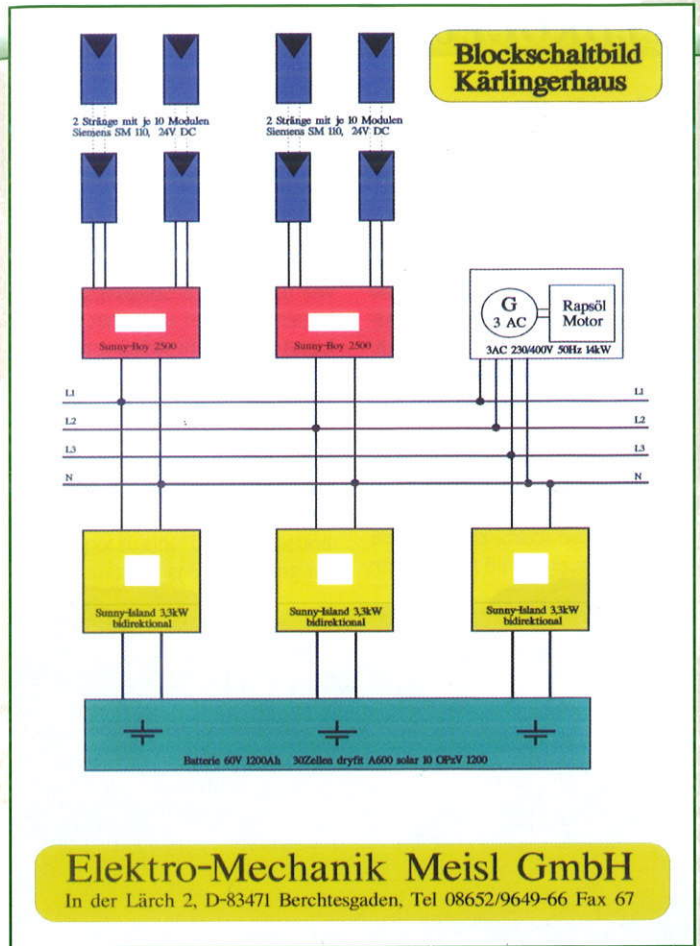 Blockschaltbild
Kärlingerhaus
2 Stränge mit je 10 Modulen
Siemens SM 110, 24V DC
2 Stränge mit je 10 Modulen
Siemens SM 110, 24V DC
Sunny-Boy 2500
Sunny-Boy 2500
G
3 AC
Rapsöl
Motor
3AC 230/400V 50Hz 14kW
L1
L1
L2
L2
L3
L3
N
N
Sunny-Island 3,3kW
bidirektional
Sunny-Island 3,3kW
bidirektional
Sunny-Island 3,3kW
bidirektional
Batterie 60V 1200Ah 30Zellen dryfit A600 solar 10 OPzV 1200
Elektro-Mechanik Meisl GmbH
In der Lärch 2, D-83471 Berchtesgaden, Tel 08652/9649-66 Fax 67